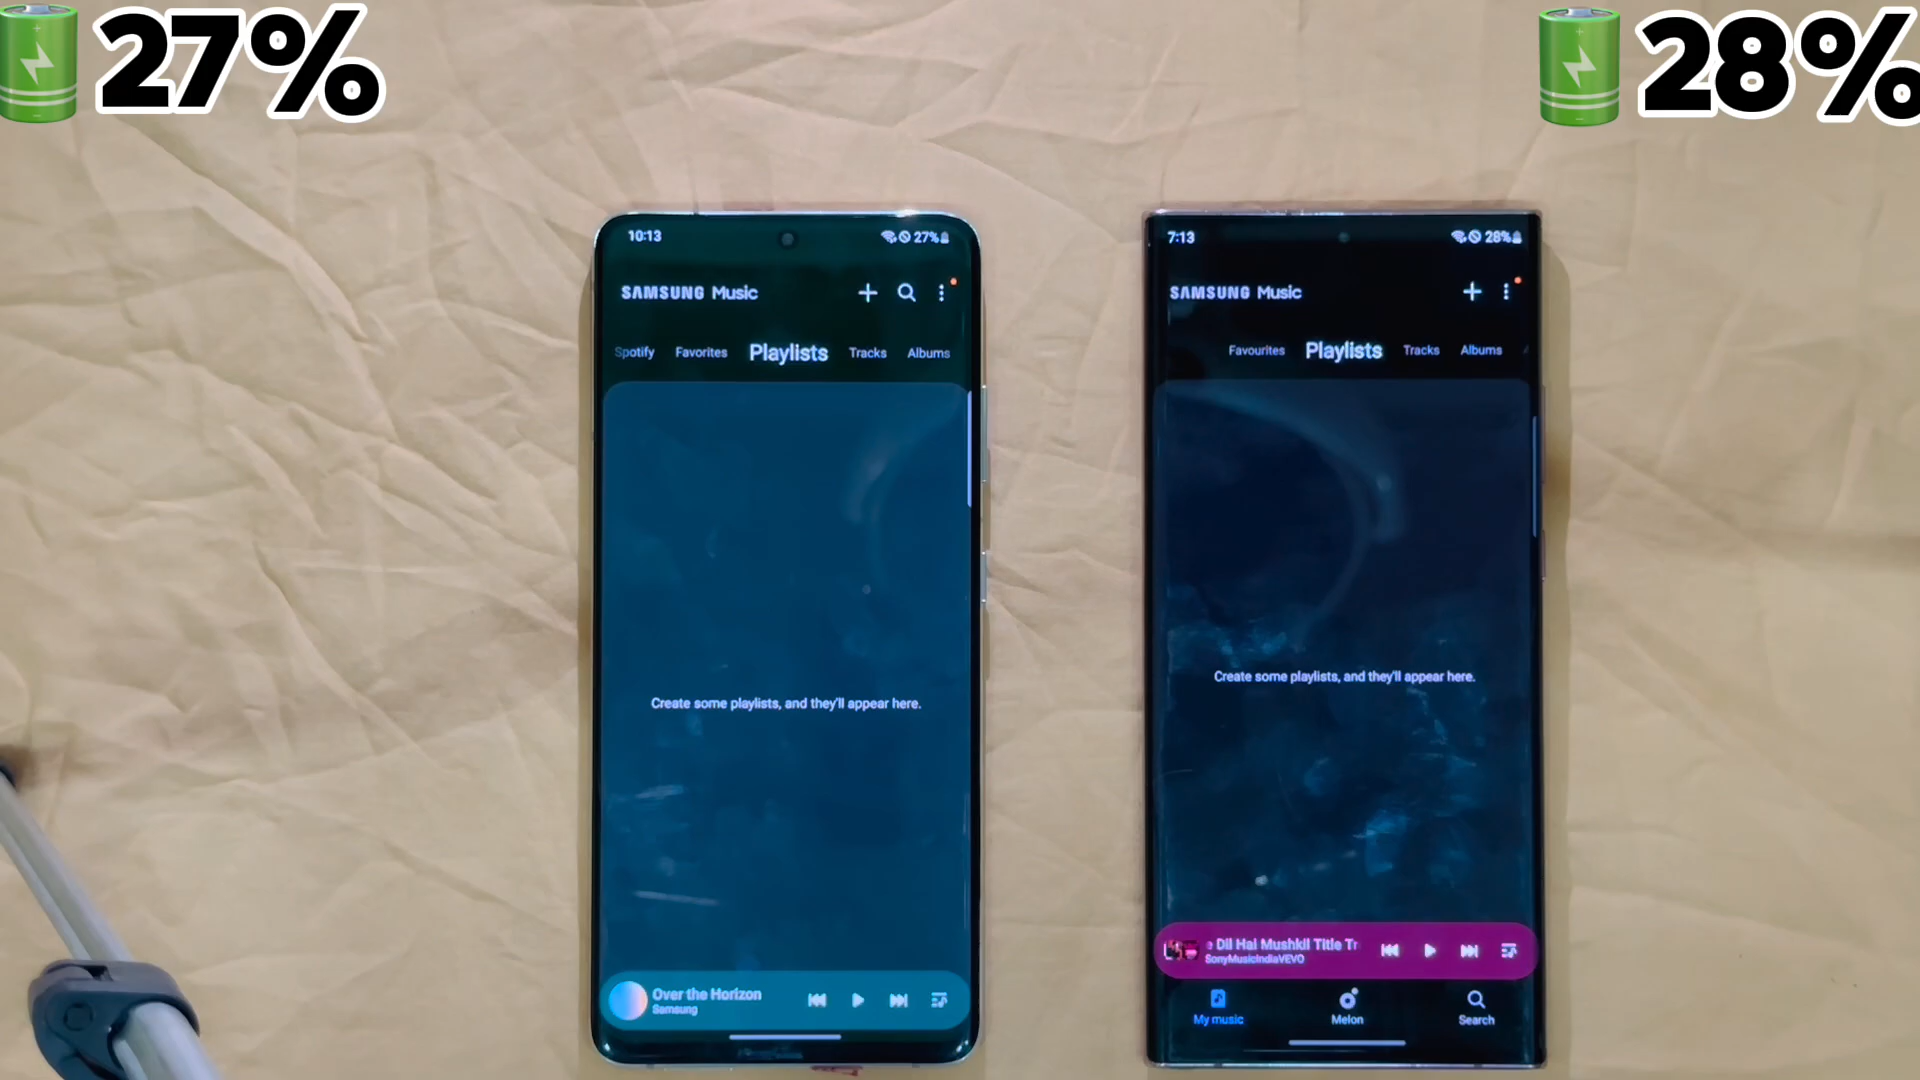 27%
28%
10:13
27%
SAMSUNG Music
Spotify Favorites Playlists Tracks Albums
Create some playlists, and they'll appear here.
Over the Horizon
Samsung
7:13
28%
SAMSUNG Music
Favourites Playlists Tracks Albums
Create some playlists, and they'll appear here.
e Dil Hai Mushkil Title Tr
SonyMusicIndiaVEVO
My music Melon Search